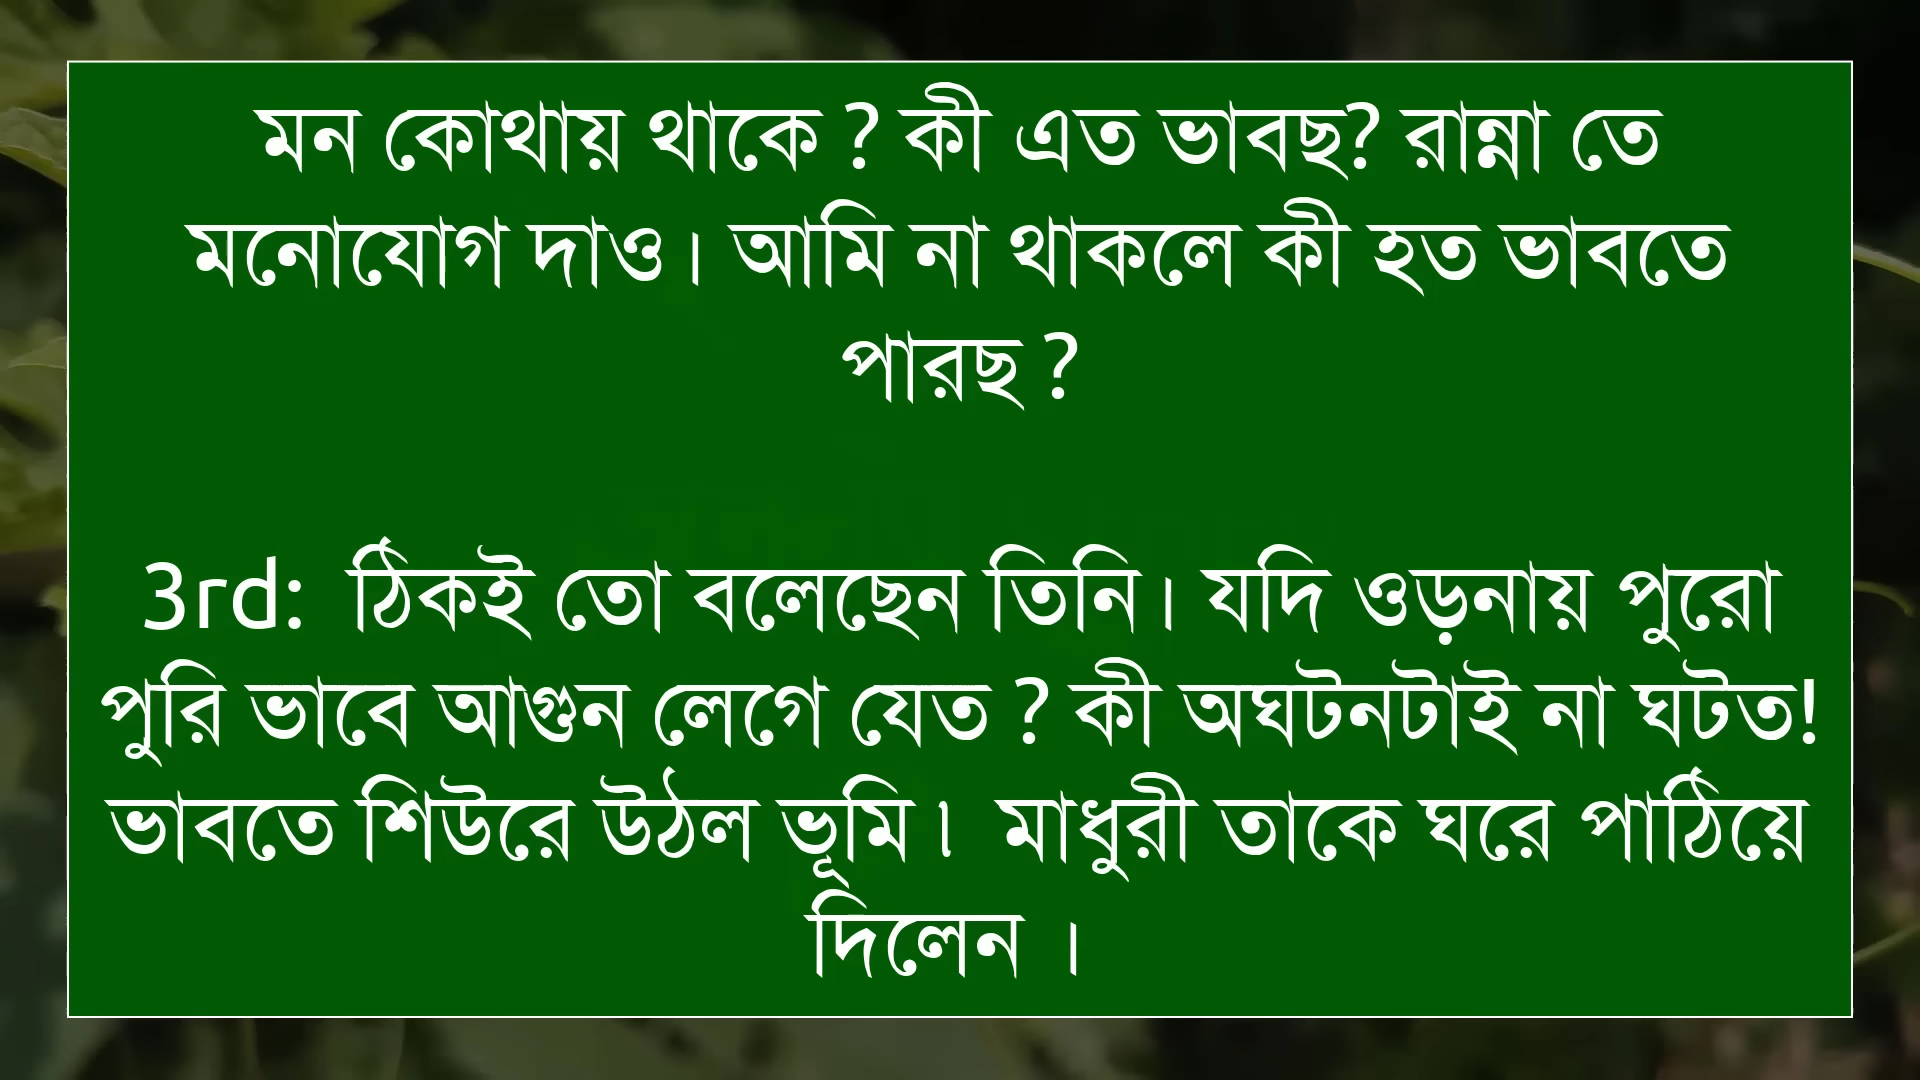 মন কোথায় থাকে ? কী এত ভাবছ? রান্না তে
মনোযোগ দাও। আমি না থাকলে কী হত ভাবতে
পারছ ?
3rd: ঠিকই তো বলেছেন তিনি। যদি ওড়নায় পুরো
পুরি ভাবে আগুন লেগে যেত ? কী অঘটনটাই না ঘটত!
ভাবতে শিউরে উঠল ভূমি ৷ মাধুরী তাকে ঘরে পাঠিয়ে
দিলেন ।